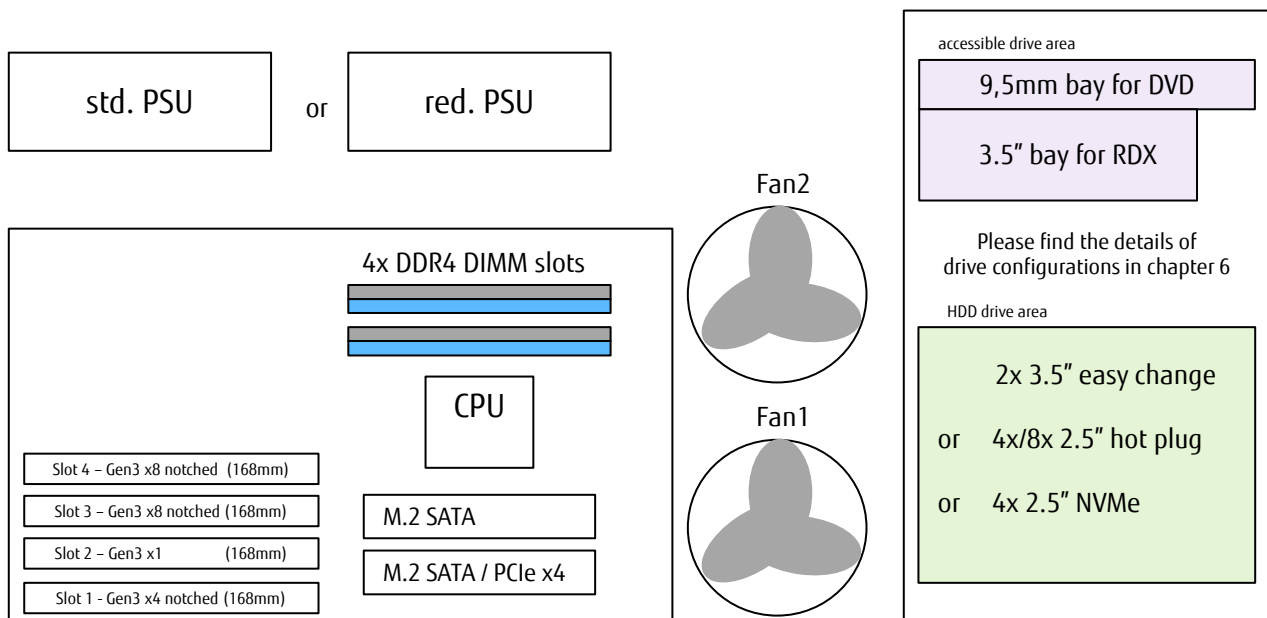 std. PSU
or
red. PSU
4x DDR4 DIMM slots
CPU
Slot 4 – Gen3 x8 notched (168mm)
Slot 3 – Gen3 x8 notched (168mm)
Slot 2 – Gen3 x1 (168mm)
Slot 1 - Gen3 x4 notched (168mm)
M.2 SATA
M.2 SATA / PCIe x4
Fan2
Fan1
accessible drive area
9,5mm bay for DVD
3.5” bay for RDX
Please find the details of
drive configurations in chapter 6
HDD drive area
2x 3.5” easy change
or 4x/8x 2.5” hot plug
or 4x 2.5” NVMe